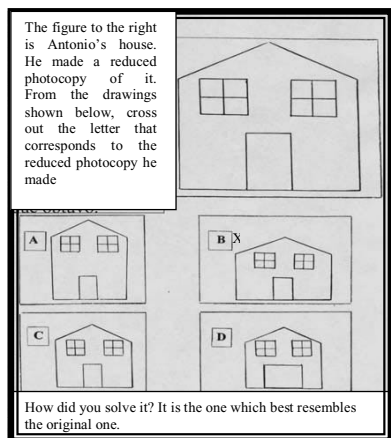 The figure to the right
is Antonio's house.
He made a reduced
photocopy of it.
From the drawings
shown below, cross
out the letter that
corresponds to the
reduced photocopy he
made
A
B X
C
D
How did you solve it? It is the one which best resembles
the original one.